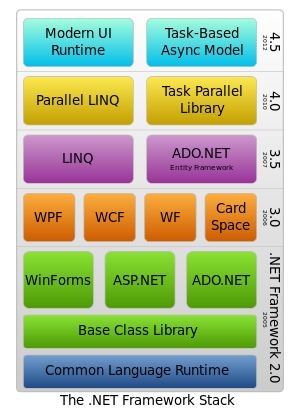 Modern UI
Runtime
Task-Based
Async Model
4.5
2012
Parallel LINQ
Task Parallel
Library
4.0
2010
LINQ
ADO.NET
Entity Framework
3.5
2007
WPF
WCF
WF
Card
Space
3.0
2006
WinForms
ASP.NET
ADO.NET
Base Class Library
Common Language Runtime
.NET Framework 2.0
2005
The .NET Framework Stack